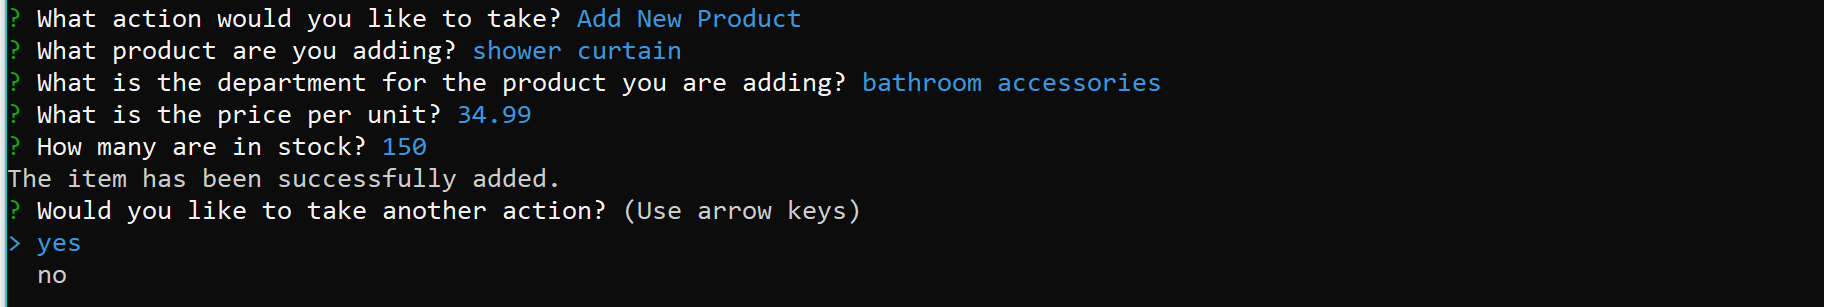 ? What action would you like to take? Add New Product
? What product are you adding? shower curtain
? What is the department for the product you are adding? bathroom accessories
? What is the price per unit? 34.99
? How many are in stock? 150
The item has been successfully added.
? Would you like to take another action? (Use arrow keys)
> yes
  no